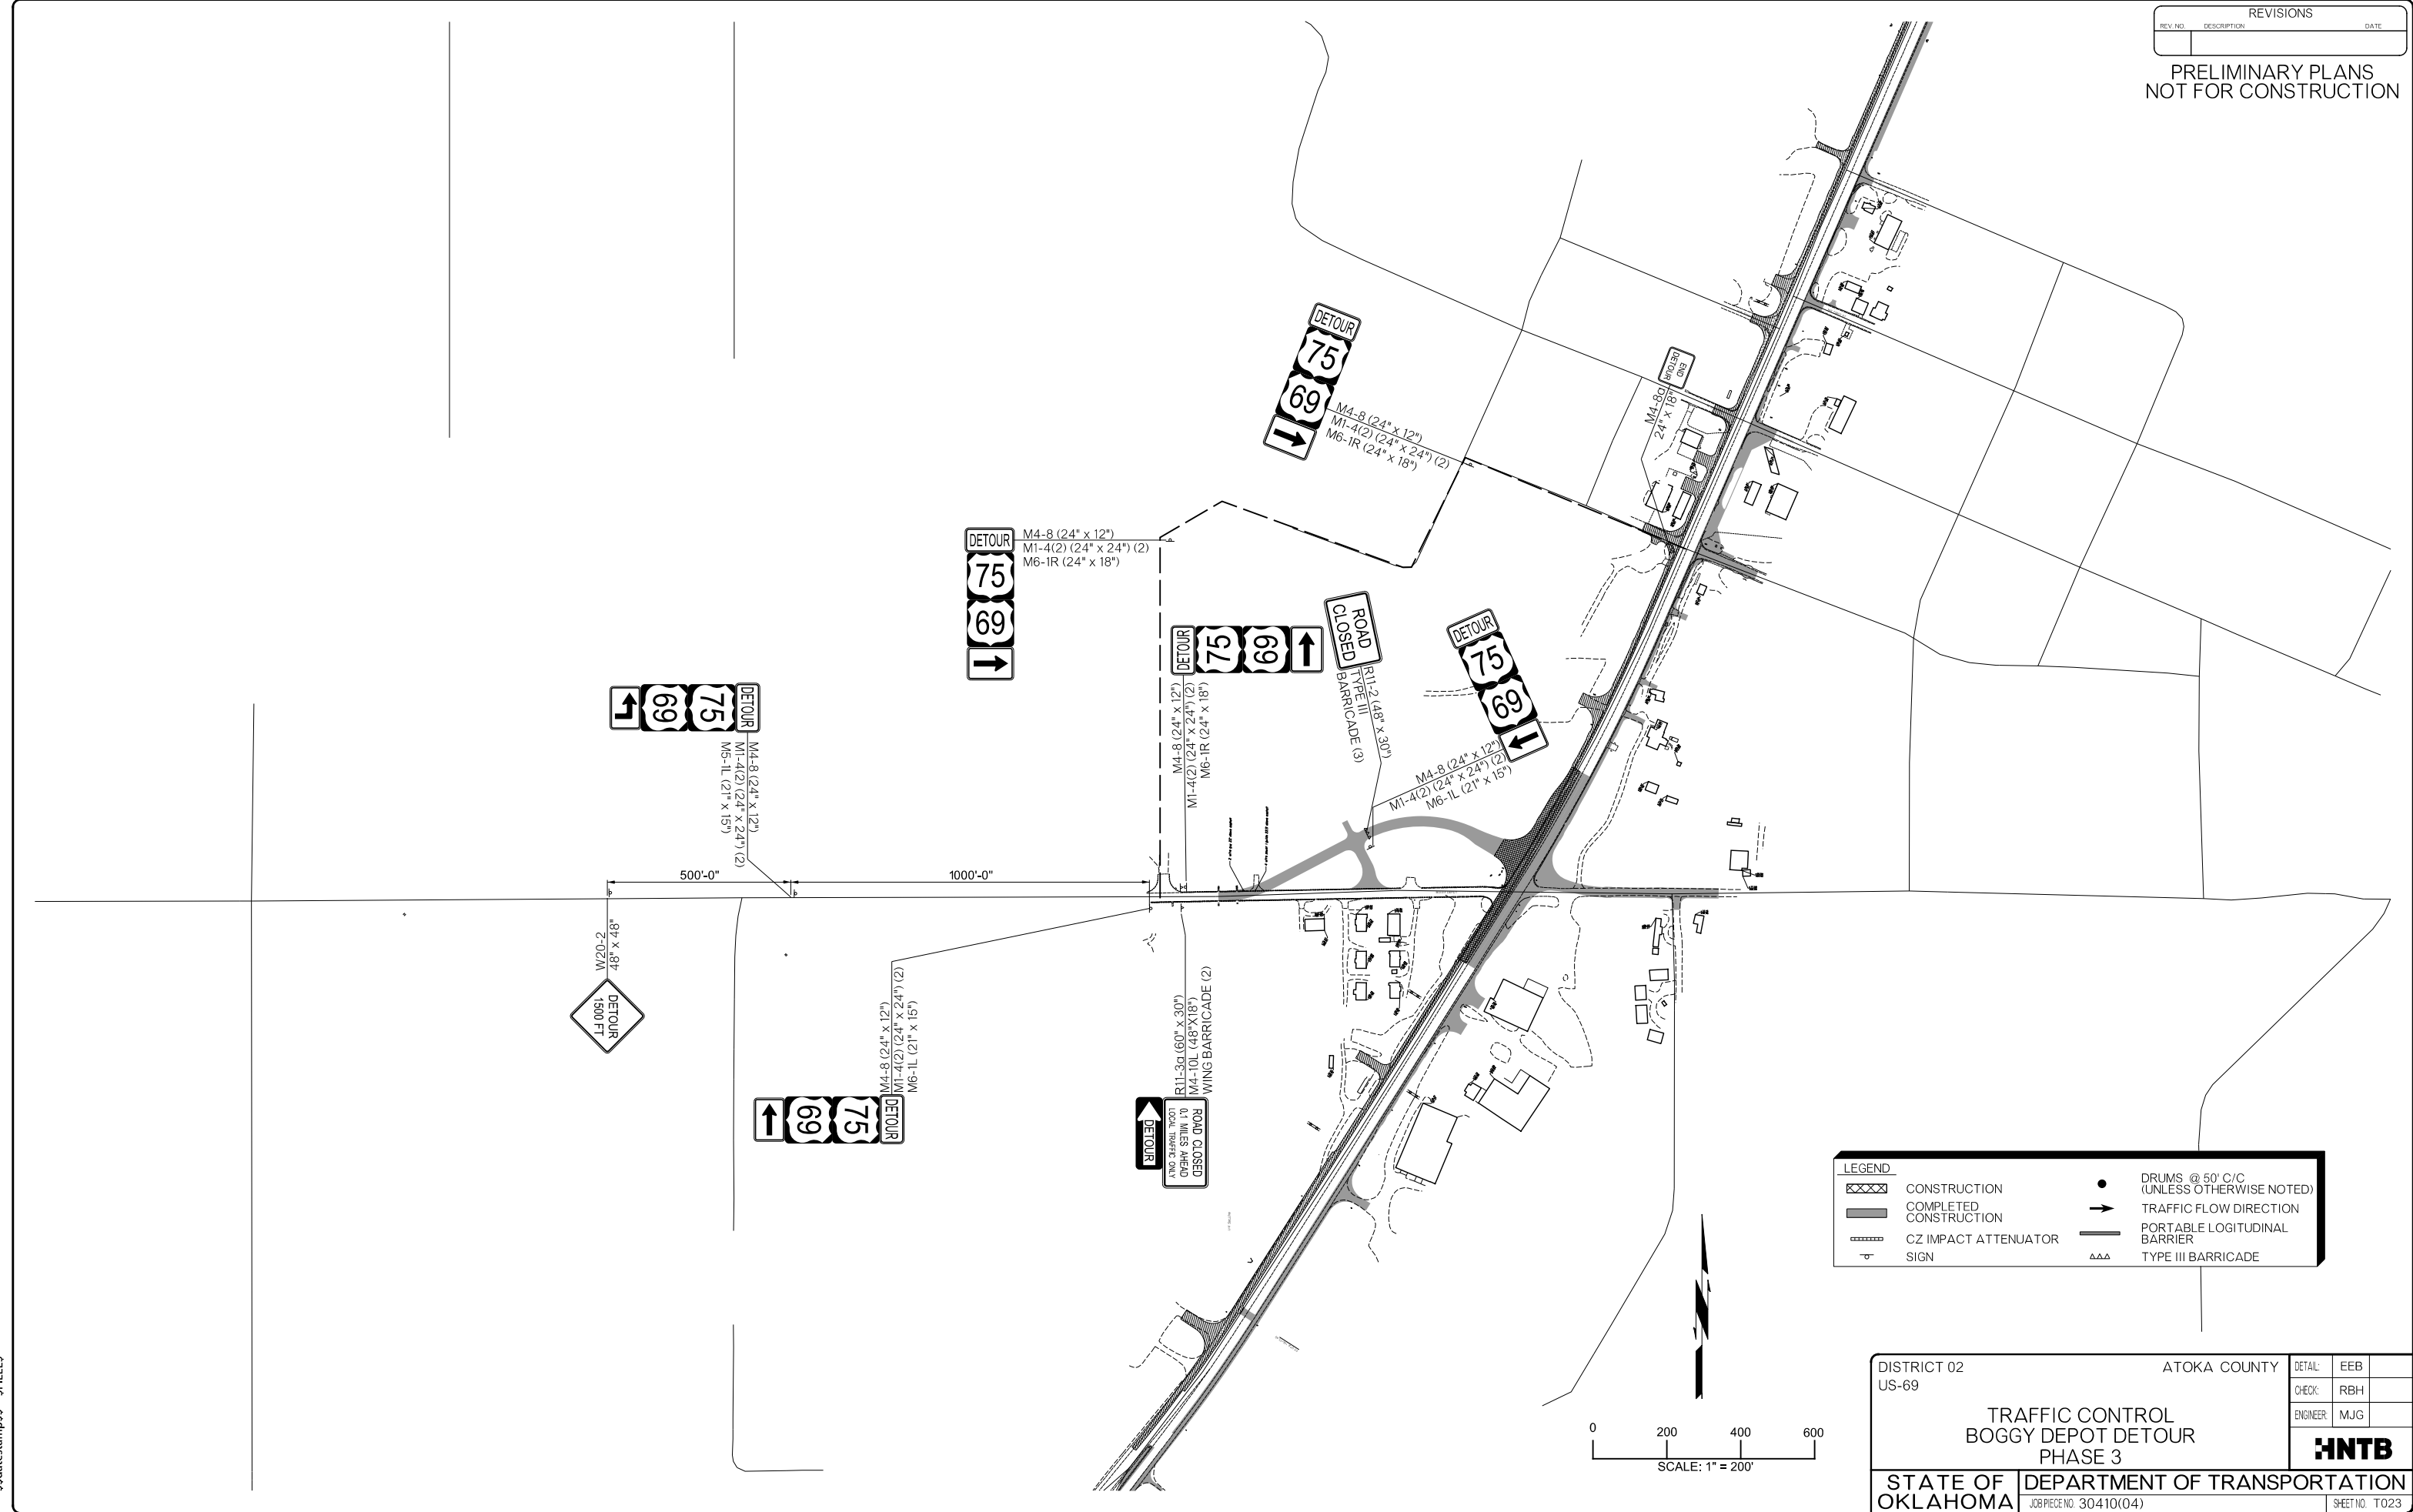 REVISIONS
REV. NO. DESCRIPTION DATE
PRELIMINARY PLANS
NOT FOR CONSTRUCTION
DETOUR
75
69
M4-8 (24" x 12")
M1-4(2) (24" x 24") (2)
M6-1R (24" x 18")
END
DETOUR
M4-8a
24" x 18"
DETOUR
75
69
M4-8 (24" x 12")
M1-4(2) (24" x 24") (2)
M6-1R (24" x 18")
DETOUR
75
69
M4-8 (24" x 12")
M1-4(2) (24" x 24") (2)
M6-1R (24" x 18")
ROAD
CLOSED
R11-2 (48" x 30")
TYPE III
BARRICADE (3)
DETOUR
75
69
M4-8 (24" x 12")
M1-4(2) (24" x 24") (2)
M6-1L (21" x 15")
DETOUR
75
69
M4-8 (24" x 12")
M1-4(2) (24" x 24") (2)
M5-1L (21" x 15")
500'-0"
1000'-0"
W20-2
48" x 48"
DETOUR
1500 FT
M4-8 (24" x 12")
M1-4(2) (24" x 24") (2)
M6-1L (21" x 15")
DETOUR
75
69
R11-3a (60" x 30")
M4-10L (48"X18")
WING BARRICADE (2)
ROAD CLOSED
0.1 MILES AHEAD
LOCAL TRAFFIC ONLY
DETOUR
LEGEND
CONSTRUCTION
COMPLETED
CONSTRUCTION
CZ IMPACT ATTENUATOR
SIGN
DRUMS @ 50' C/C
(UNLESS OTHERWISE NOTED)
TRAFFIC FLOW DIRECTION
PORTABLE LOGITUDINAL
BARRIER
TYPE III BARRICADE
N
0 200 400 600
SCALE: 1" = 200'
DISTRICT 02 ATOKA COUNTY
US-69
TRAFFIC CONTROL
BOGGY DEPOT DETOUR
PHASE 3
DETAIL: EEB
CHECK: RBH
ENGINEER: MJG
HNTB
STATE OF
OKLAHOMA
DEPARTMENT OF TRANSPORTATION
JOB PIECE NO. 30410(04) SHEET NO. T023